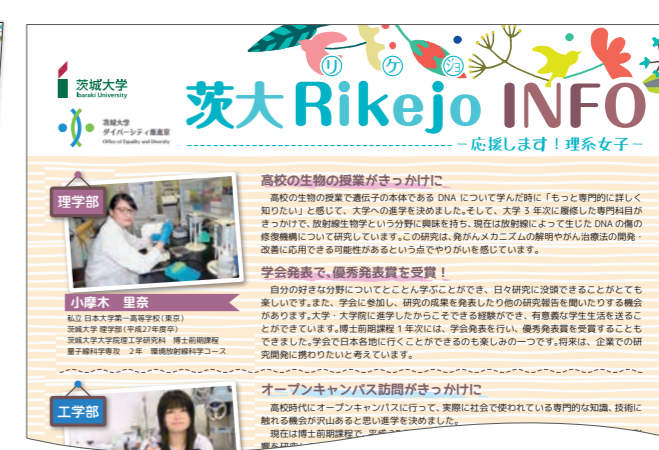 茨城大学
Ibaraki University
茨城大学
ダイバーシティ推進室
Office of Equality and Diversity
リ ケ ジョ
茨大 Rikejo INFO
－応援します！理系女子－
理学部
小摩木　里奈
私立 日本大学第一高等学校(東京)
茨城大学 理学部(平成27年度卒)
茨城大学大学院理工学研究科　博士前期課程
量子線科学専攻　2年　環境放射線科学コース
高校の生物の授業がきっかけに
高校の生物の授業で遺伝子の本体である DNA について学んだ時に「もっと専門的に詳しく
知りたい」と感じて、大学への進学を決めました。そして、大学 3 年次に履修した専門科目が
きっかけで、放射線生物学という分野に興味を持ち、現在は放射線によって生じた DNA の傷の
修復機構について研究しています。この研究は、発がんメカニズムの解明やがん治療法の開発・
改善に応用できる可能性があるという点でやりがいを感じています。
学会発表で、優秀発表賞を受賞！
自分の好きな分野についてとことん学ぶことができ、日々研究に没頭できることがとても
楽しいです。また、学会に参加し、研究の成果を発表したり他の研究報告を聞いたりする機会
があります。大学・大学院に進学したからこそできる経験ができ、有意義な学生生活を送るこ
とができています。博士前期課程 1 年次には、学会発表を行い、優秀発表賞を受賞することも
できました。学会で日本各地に行くことができるのも楽しみの一つです。将来は、企業での研
究開発に携わりたいと考えています。
工学部
オープンキャンパス訪問がきっかけに
高校時代にオープンキャンパスに行って、実際に社会で使われている専門的な知識、技術に
触れる機会が沢山あると思い進学を決めました。
現在は博士前期課程で、平成
響を研究し